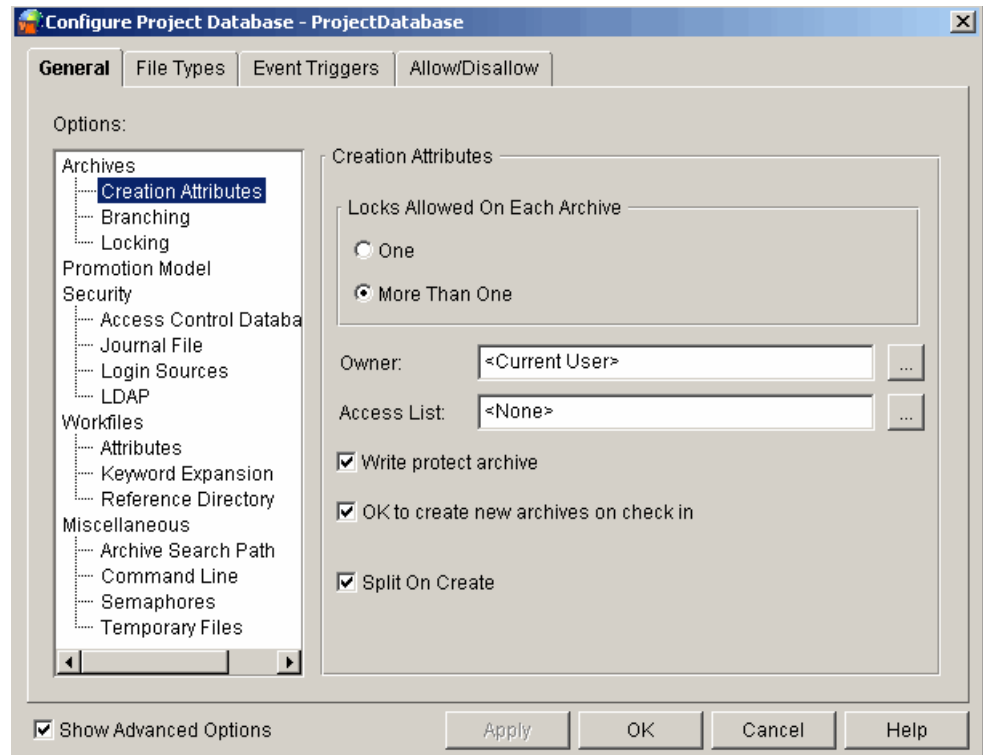 Configure Project Database - ProjectDatabase
General File Types Event Triggers Allow/Disallow
Options:
Archives
Creation Attributes
Branching
Locking
Promotion Model
Security
Access Control Databa
Journal File
Login Sources
LDAP
Workfiles
Attributes
Keyword Expansion
Reference Directory
Miscellaneous
Archive Search Path
Command Line
Semaphores
Temporary Files
Creation Attributes
Locks Allowed On Each Archive
One
More Than One
Owner: <Current User> ...
Access List: <None> ...
Write protect archive
OK to create new archives on check in
Split On Create
Show Advanced Options Apply OK Cancel Help